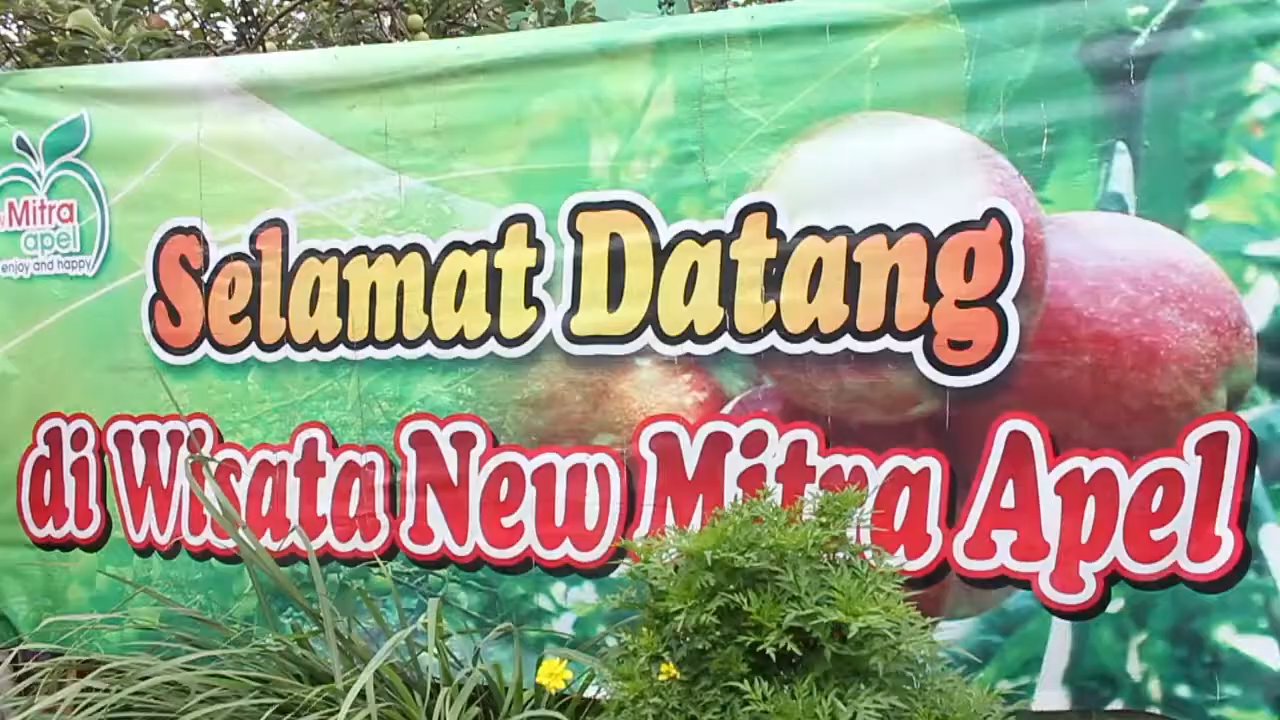 Mitra
apel
enjoy and happy
Selamat Datang
di Wisata New Mitra Apel